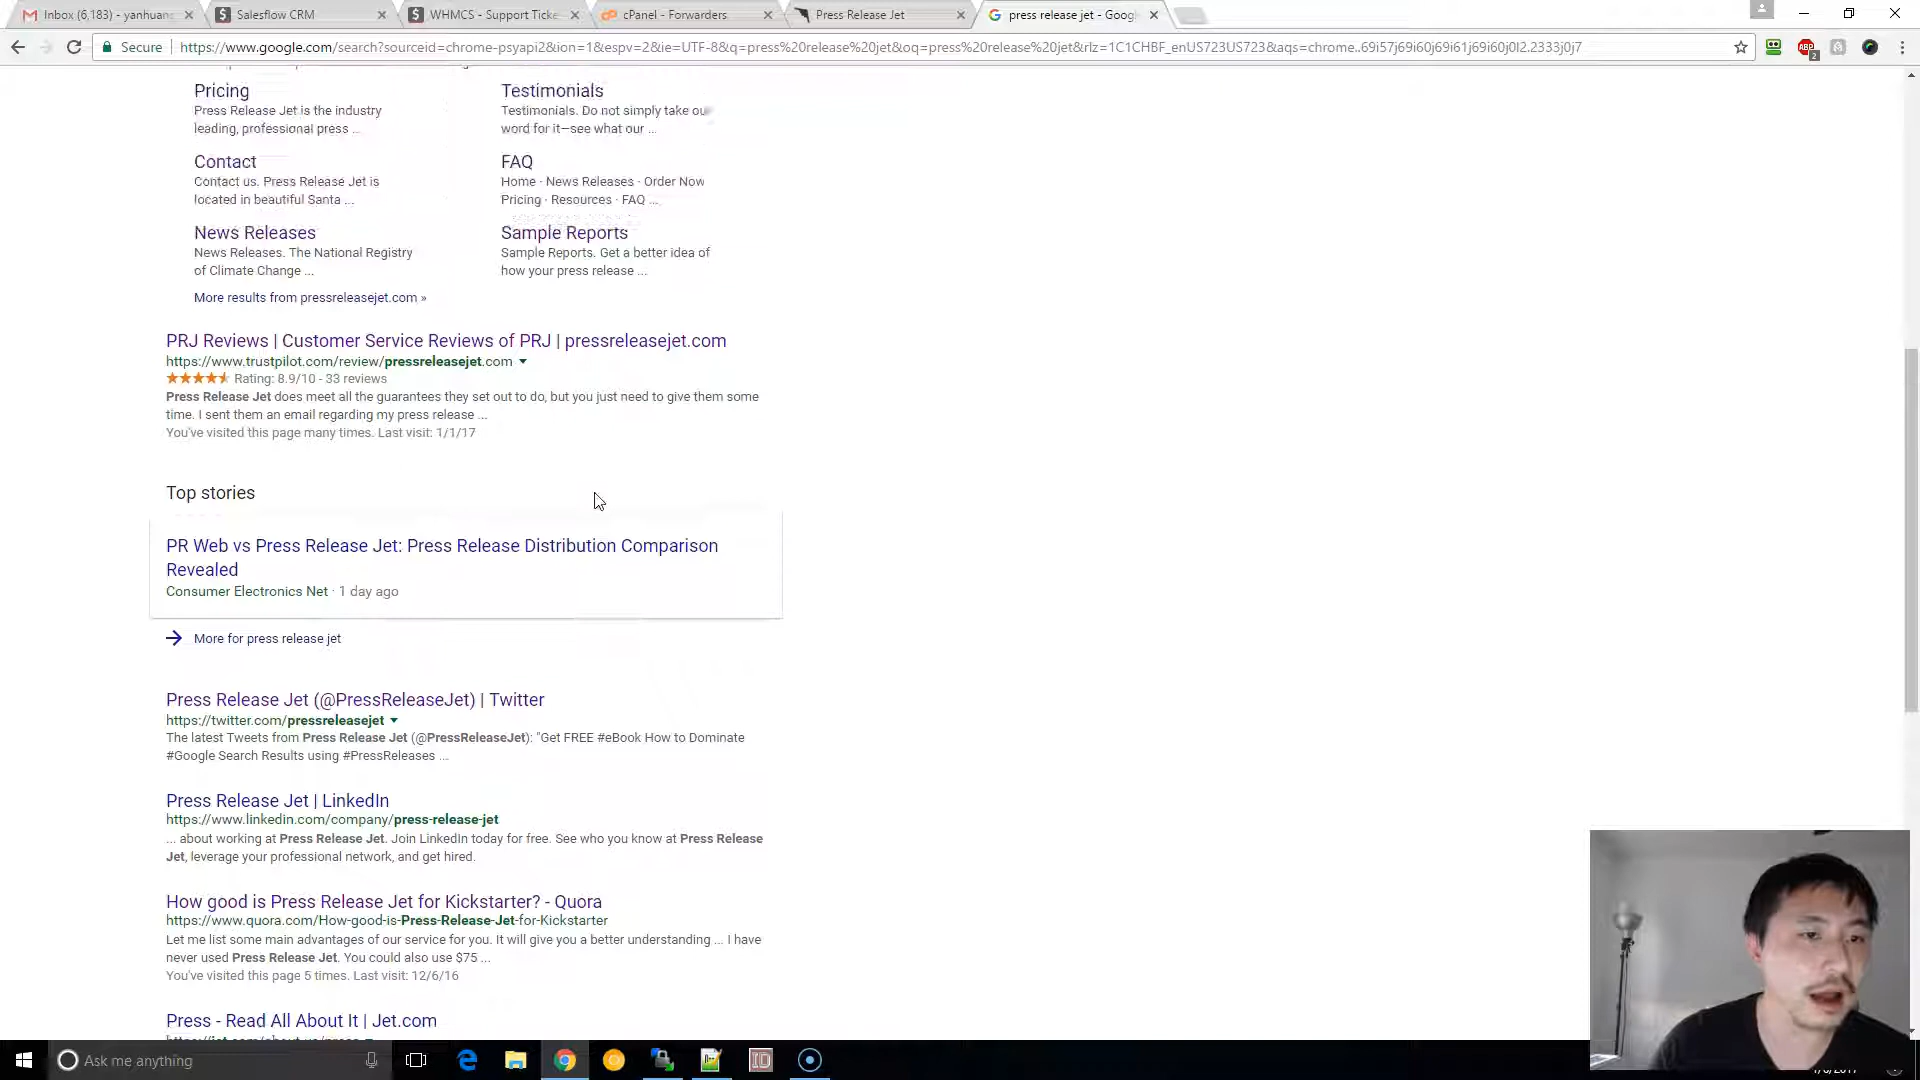 Inbox (6,183) - yanhuan
Salesflow CRM
WHMCS - Support Ticke
cPanel - Forwarders
Press Release Jet
press release jet - Goog
Secure
https://www.google.com/search?sourceid=chrome-psyapi2&ion=1&espv=2&ie=UTF-8&q=press%20release%20jet&oq=press%20release%20jet&rlz=1C1CHBF_enUS723US723&aqs=chrome..69i57j69i60j69i61j69i60j0l2.2333j0j7
ABP
2
Pricing
Press Release Jet is the industry
leading, professional press ...
Testimonials
Testimonials. Do not simply take our
word for it—see what our ...
Contact
Contact us. Press Release Jet is
located in beautiful Santa ...
FAQ
Home · News Releases · Order Now
Pricing · Resources · FAQ ...
News Releases
News Releases. The National Registry
of Climate Change ...
Sample Reports
Sample Reports. Get a better idea of
how your press release ...
More results from pressreleasejet.com »
PRJ Reviews | Customer Service Reviews of PRJ | pressreleasejet.com
https://www.trustpilot.com/review/pressreleasejet.com
Rating: 8.9/10 - 33 reviews
Press Release Jet does meet all the guarantees they set out to do, but you just need to give them some
time. I sent them an email regarding my press release ...
You've visited this page many times. Last visit: 1/1/17
Top stories
PR Web vs Press Release Jet: Press Release Distribution Comparison
Revealed
Consumer Electronics Net · 1 day ago
More for press release jet
Press Release Jet (@PressReleaseJet) | Twitter
https://twitter.com/pressreleasejet
The latest Tweets from Press Release Jet (@PressReleaseJet): "Get FREE #eBook How to Dominate
#Google Search Results using #PressReleases ...
Press Release Jet | LinkedIn
https://www.linkedin.com/company/press-release-jet
... about working at Press Release Jet. Join LinkedIn today for free. See who you know at Press Release
Jet, leverage your professional network, and get hired.
How good is Press Release Jet for Kickstarter? - Quora
https://www.quora.com/How-good-is-Press-Release-Jet-for-Kickstarter
Let me list some main advantages of our service for you. It will give you a better understanding ... I have
never used Press Release Jet. You could also use $75 ...
You've visited this page 5 times. Last visit: 12/6/16
Press - Read All About It | Jet.com
Ask me anything
ID